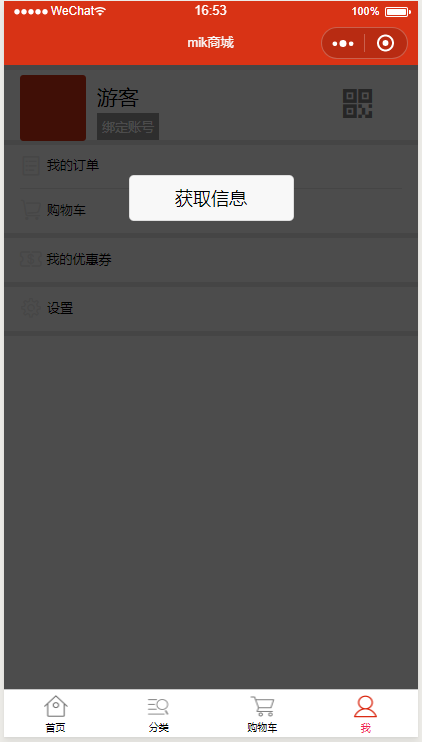 WeChat 16:53 100%
mik商城
游客
绑定账号
我的订单
获取信息
购物车
我的优惠券
设置
首页 分类 购物车 我